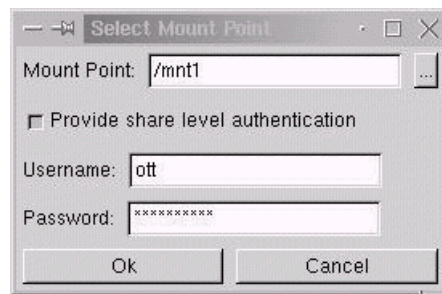 Select Mount Point
Mount Point: /mnt1 ...
Provide share level authentication
Username: ott
Password: **********
Ok Cancel